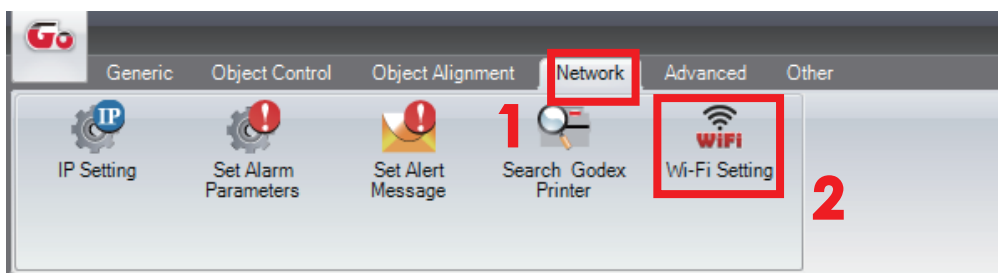 Go
Generic Object Control Object Alignment Network Advanced Other
1
IP WiFi
IP Setting Set Alarm Set Alert Search Godex Wi-Fi Setting
Parameters Message Printer
2